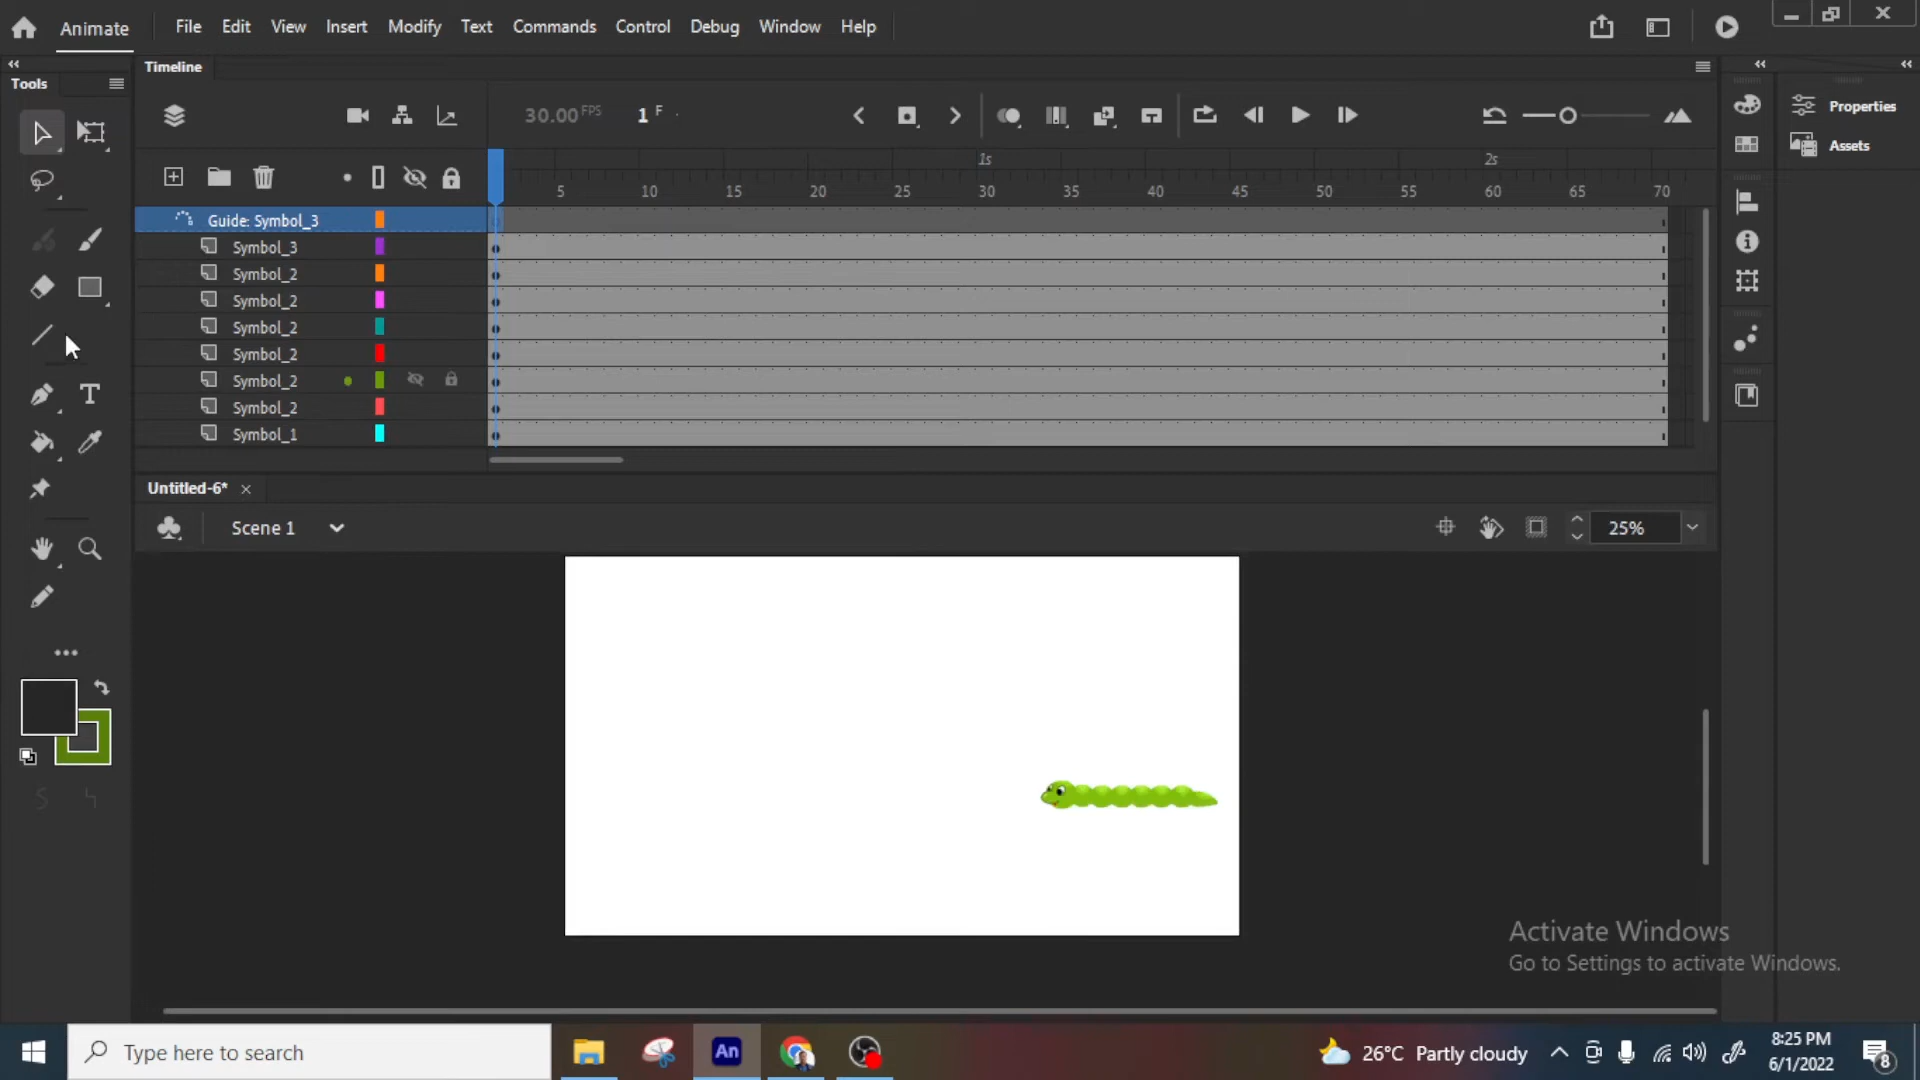 Animate
File Edit View Insert Modify Text Commands Control Debug Window Help
Tools
Timeline
30.00 FPS 1 F
Properties
Assets
1s 2s
5 10 15 20 25 30 35 40 45 50 55 60 65 70
Guide: Symbol_3
Symbol_3
Symbol_2
Symbol_2
Symbol_2
Symbol_2
Symbol_2
Symbol_2
Symbol_1
Untitled-6*
Scene 1
25%
Activate Windows
Go to Settings to activate Windows.
Type here to search
An
26°C Partly cloudy
8:25 PM
6/1/2022
8